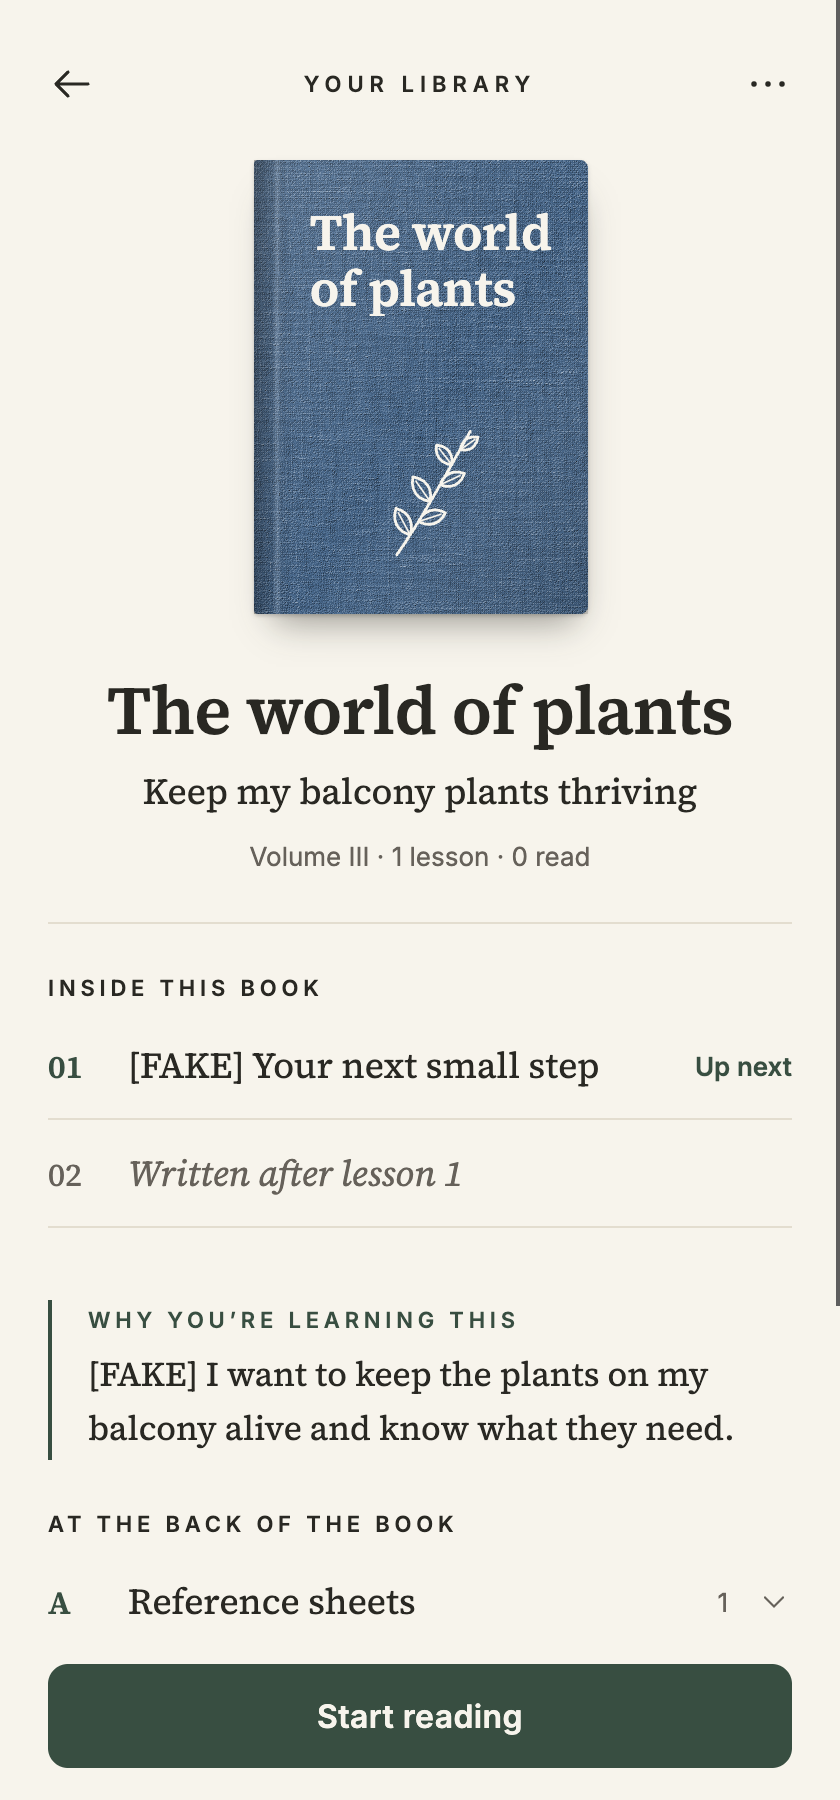 YOUR LIBRARY
The world
of plants
The world of plants
Keep my balcony plants thriving
Volume III · 1 lesson · 0 read
INSIDE THIS BOOK
01 [FAKE] Your next small step Up next
02 Written after lesson 1
WHY YOU’RE LEARNING THIS
[FAKE] I want to keep the plants on my
balcony alive and know what they need.
AT THE BACK OF THE BOOK
A Reference sheets 1
Start reading